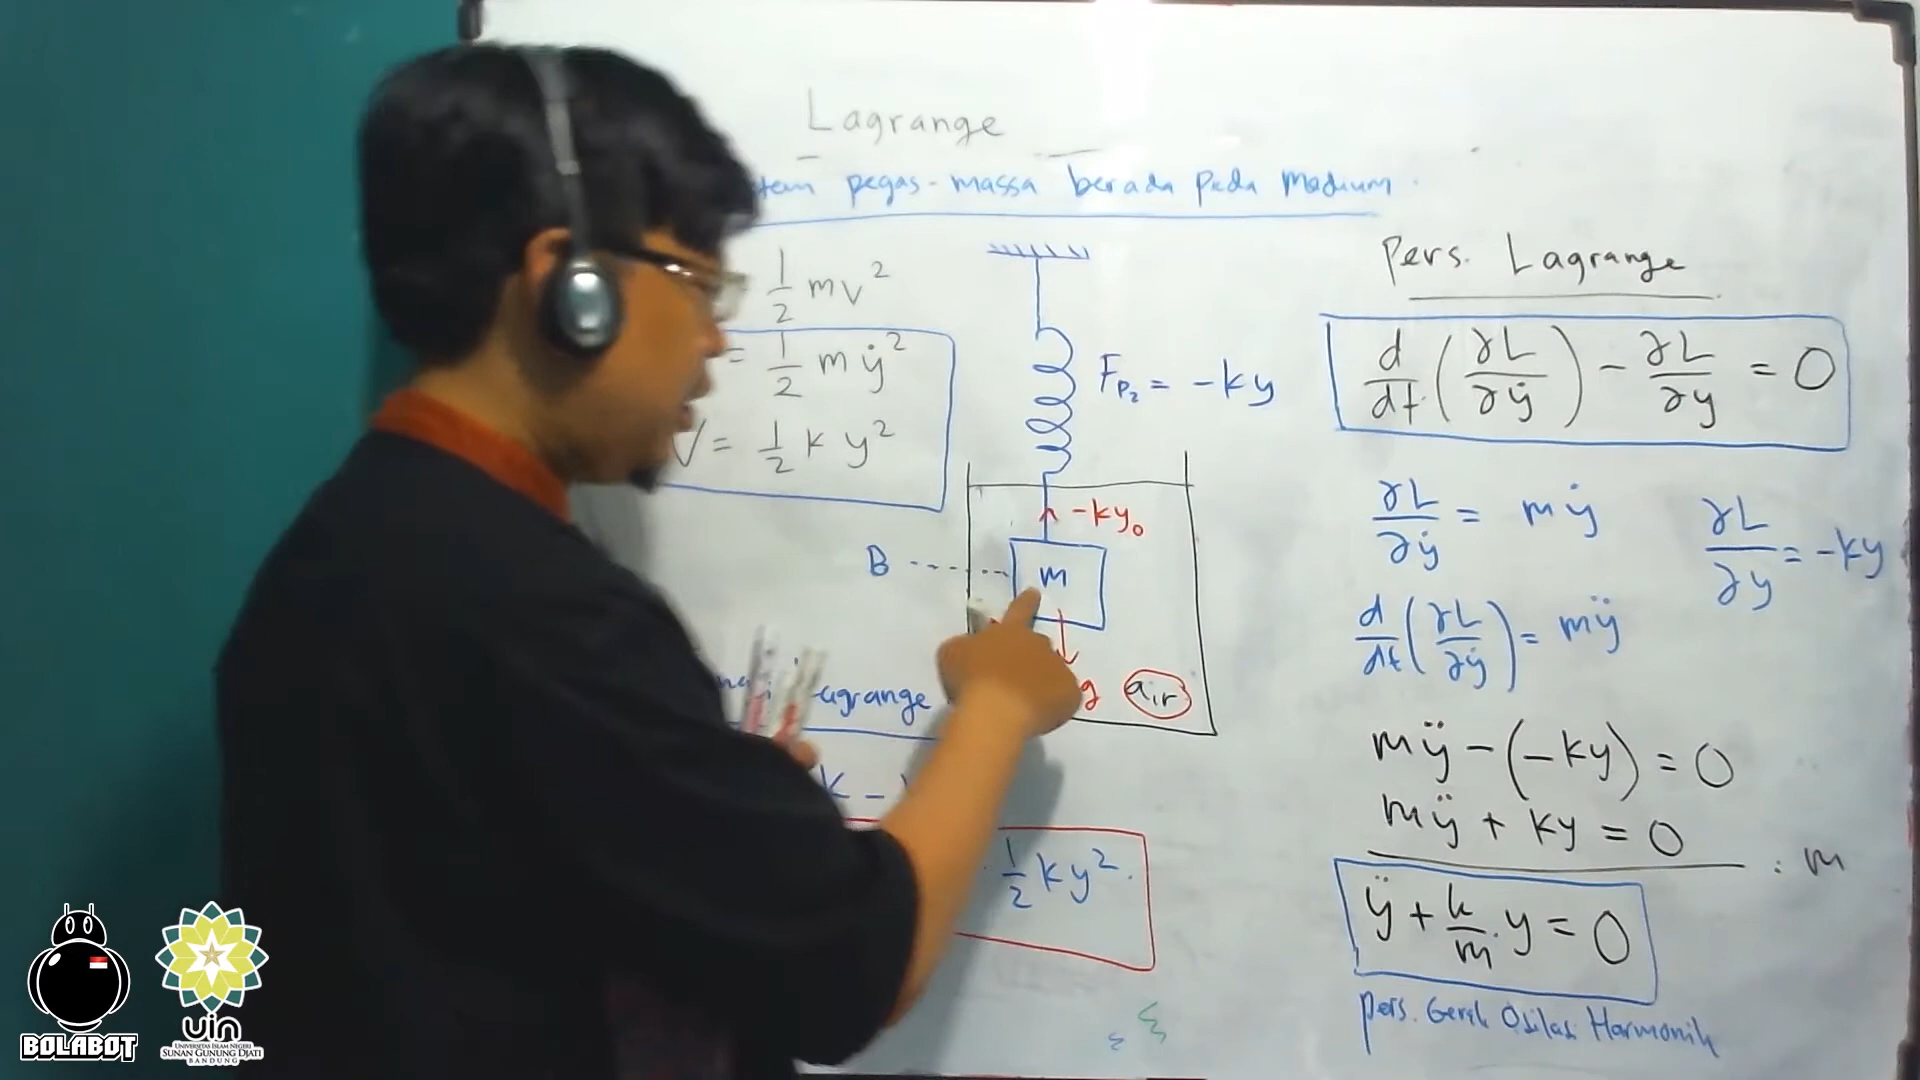 Lagrange
pegas-massa berada pada Medium.
= 1/2 mv²
= 1/2 m ẏ²
V = 1/2 k y²
F_P₂ = -ky
-ky₀
B
m
g
air
Lagrange
K -
1/2 ky².
Pers. Lagrange
d/dt (∂L/∂ẏ) - ∂L/∂y = 0
∂L/∂ẏ = mẏ
∂L/∂y = -ky
d/dt (∂L/∂ẏ) = mÿ
mÿ - (-ky) = 0
mÿ + ky = 0
: m
ÿ + k/m . y = 0
pers. Gerak Osilasi Harmonik
BOLABOT
uin
UNIVERSITAS ISLAM NEGERI
SUNAN GUNUNG DJATI
BANDUNG